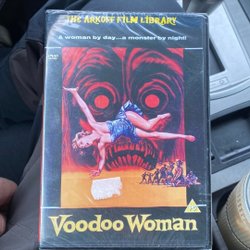 THE ARKOFF FILM LIBRARY
A woman by day...a monster by night!
Voodoo Woman